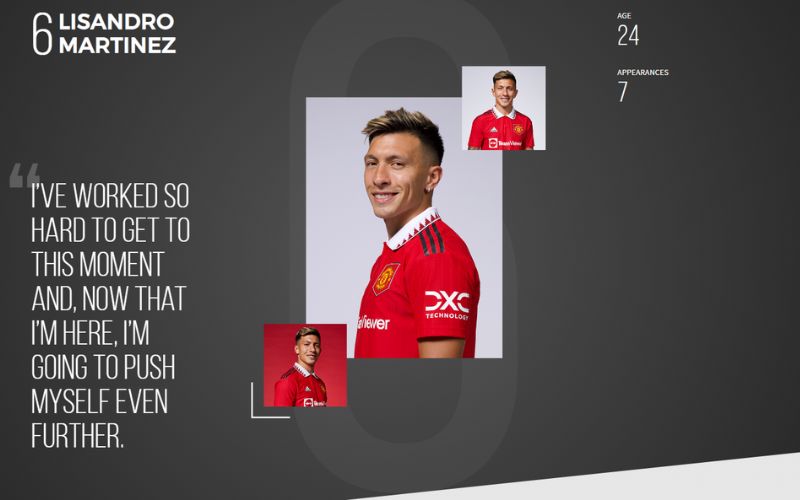 6 LISANDRO
MARTINEZ
AGE
24
APPEARANCES
7
“
I'VE WORKED SO
HARD TO GET TO
THIS MOMENT
AND, NOW THAT
I'M HERE, I'M
GOING TO PUSH
MYSELF EVEN
FURTHER.
DXC
TECHNOLOGY
Viewer
TeamViewer